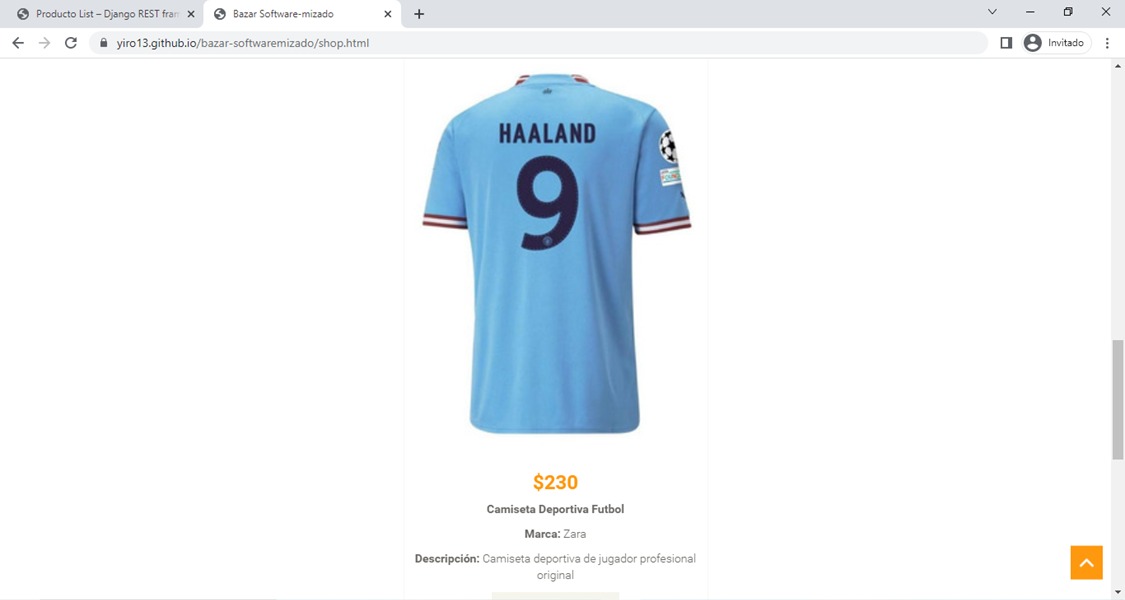 Producto List – Django REST fran
Bazar Software-mizado
yiro13.github.io/bazar-softwaremizado/shop.html
Invitado
HAALAND
9
$230
Camiseta Deportiva Futbol
Marca: Zara
Descripción: Camiseta deportiva de jugador profesional
original